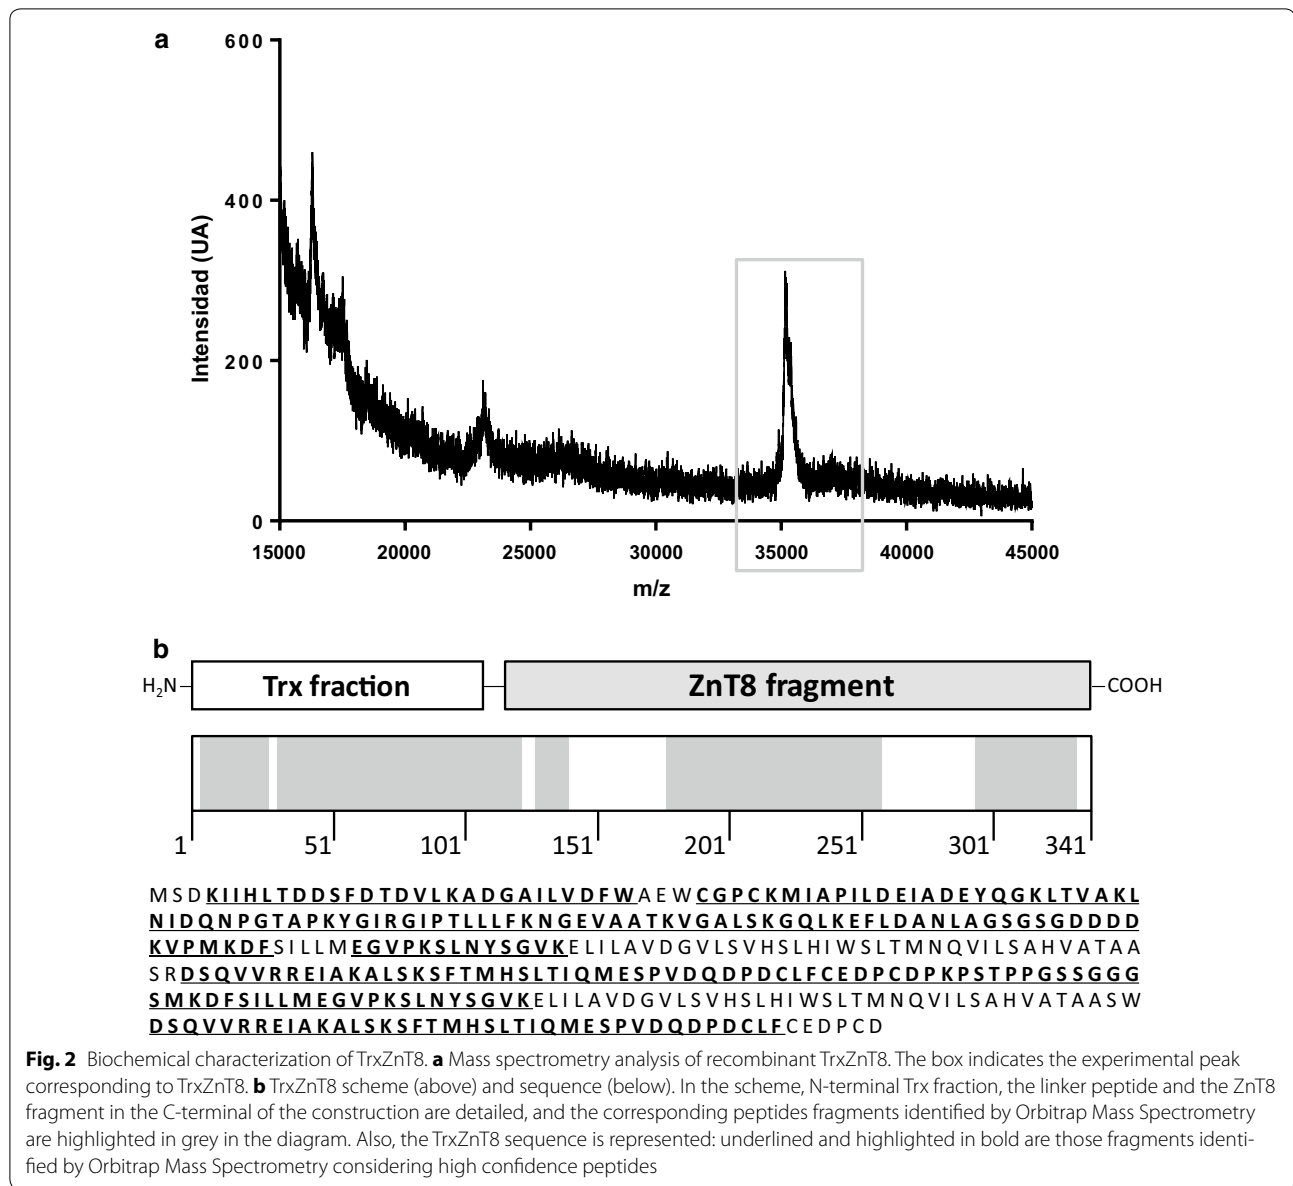 a
600
400
200
0
Intensidad (UA)
15000 20000 25000 30000 35000 40000 45000
m/z
b
H2N Trx fraction ZnT8 fragment COOH
1 51 101 151 201 251 301 341
MSDKIIHLTDDSFDTDVLKADGAILVDFWAEWCGPCKMIAPILDEIADEYQGKLTVAKL
NIDQNPGTAPKYGIRGIPTLLLFKNGEVAATKVGALSKGQLKEFLDANLAGSGSGDDDD
KVPMKDFSILLMEGVPKSLNYSGVKELILAVDGVLSVHSLHIWSLTMNQVILSAHVATAA
SRDSQVVRREIAKALSKSFTMHSLTIQMESPVDQDPDCLFCEDPCDPKPSTPPGSSGGG
SMKDFSILLMEGVPKSLNYSGVKELILAVDGVLSVHSLHIWSLTMNQVILSAHVATAASW
DSQVVRREIAKALSKSFTMHSLTIQMESPVDQDPDCLFCEDPCD
Fig. 2 Biochemical characterization of TrxZnT8. a Mass spectrometry analysis of recombinant TrxZnT8. The box indicates the experimental peak
corresponding to TrxZnT8. b TrxZnT8 scheme (above) and sequence (below). In the scheme, N-terminal Trx fraction, the linker peptide and the ZnT8
fragment in the C-terminal of the construction are detailed, and the corresponding peptides fragments identified by Orbitrap Mass Spectrometry
are highlighted in grey in the diagram. Also, the TrxZnT8 sequence is represented: underlined and highlighted in bold are those fragments identi-
fied by Orbitrap Mass Spectrometry considering high confidence peptides